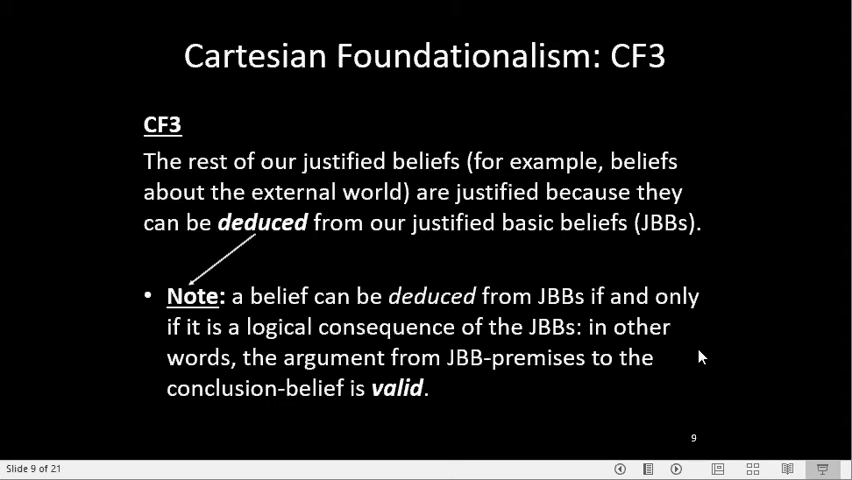 Cartesian Foundationalism: CF3
CF3
The rest of our justified beliefs (for example, beliefs
about the external world) are justified because they
can be deduced from our justified basic beliefs (JBBs).
• Note: a belief can be deduced from JBBs if and only
if it is a logical consequence of the JBBs: in other
words, the argument from JBB-premises to the
conclusion-belief is valid.
9
Slide 9 of 21